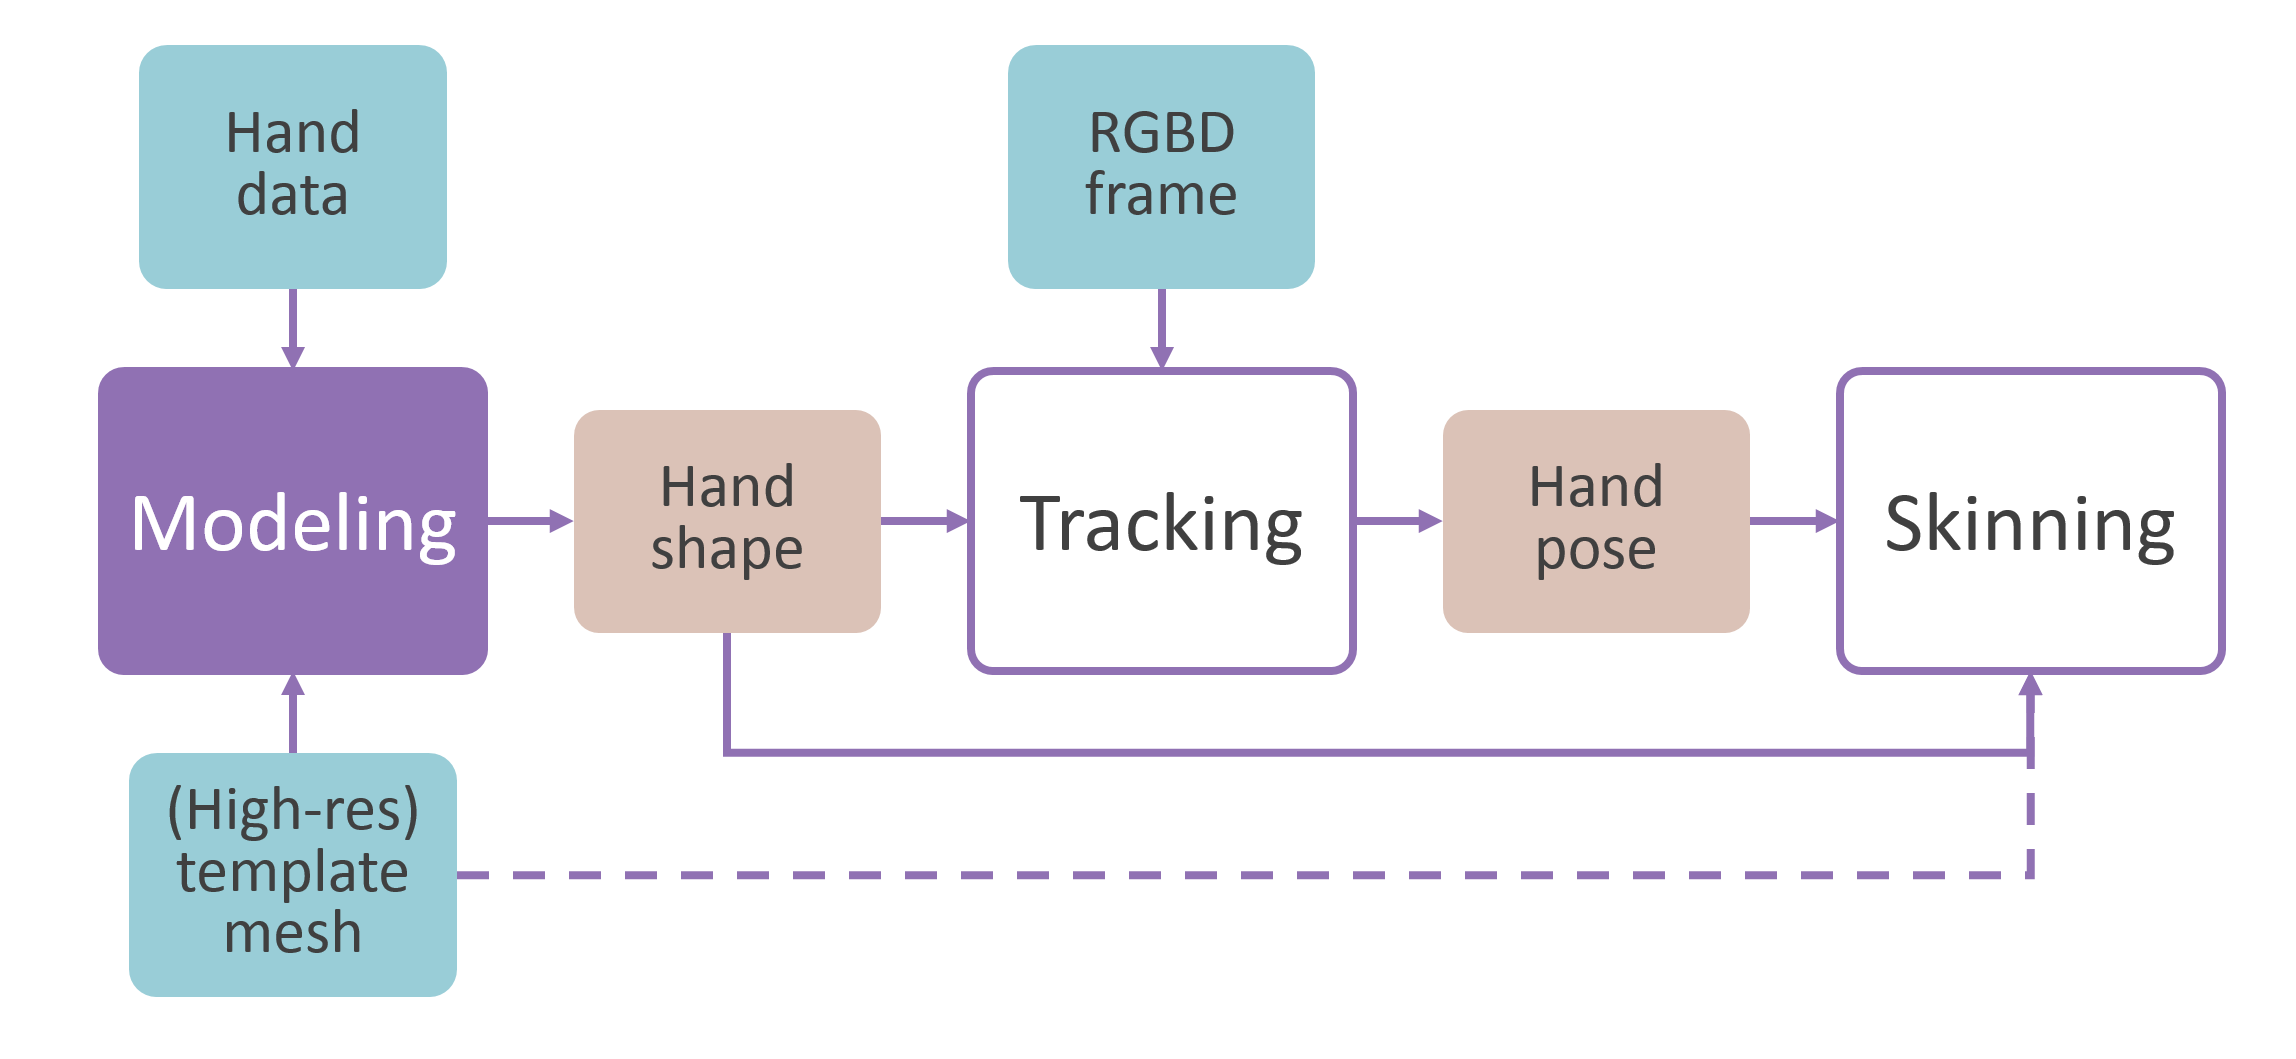 Hand
data
RGBD
frame
Modeling
Hand
shape
Tracking
Hand
pose
Skinning
(High-res)
template
mesh